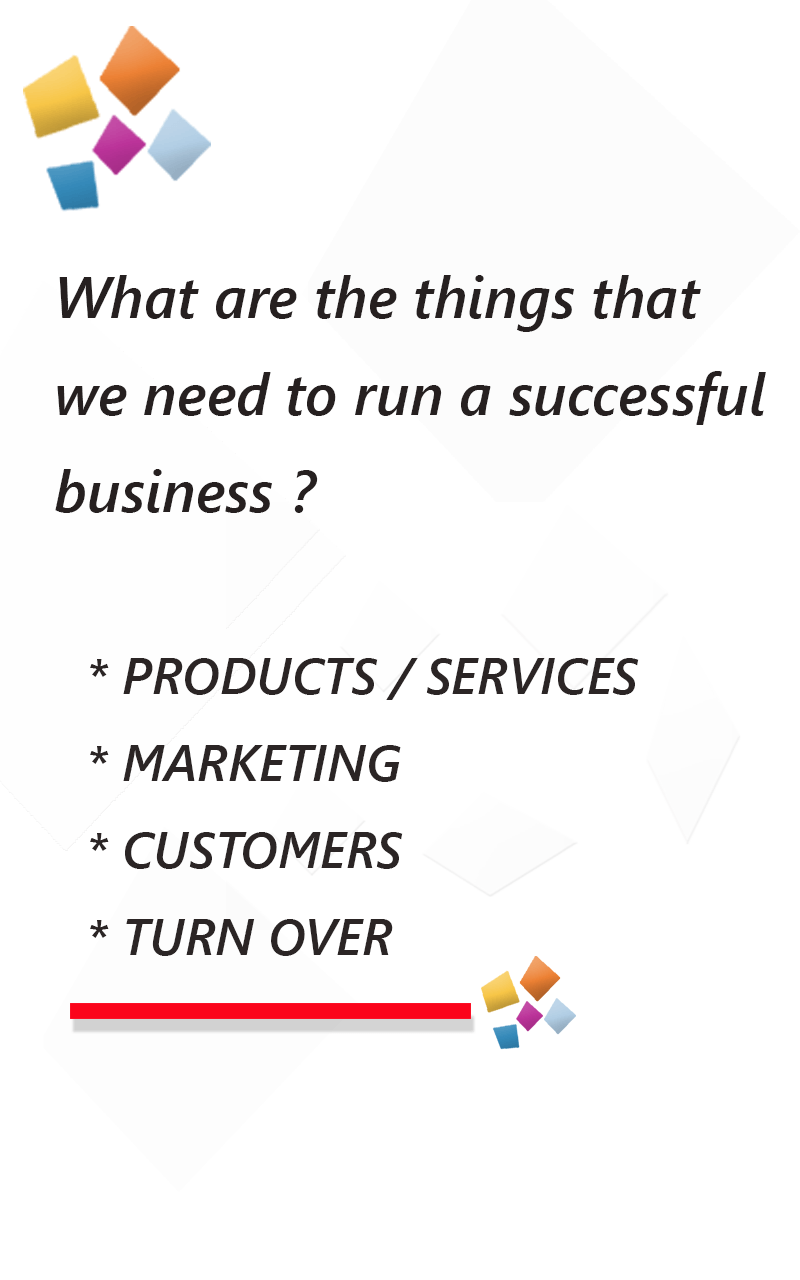 What are the things that
we need to run a successful
business ?
* PRODUCTS / SERVICES
* MARKETING
* CUSTOMERS
* TURN OVER